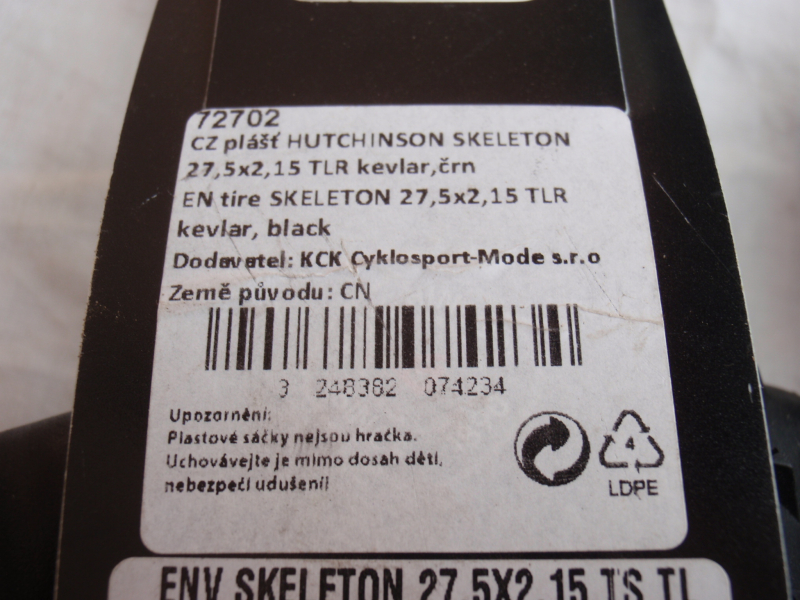 72702
CZ plášť HUTCHINSON SKELETON
27,5x2,15 TLR kevlar,črn
EN tire SKELETON 27,5x2,15 TLR
kevlar, black
Dodavatel: KCK Cyklosport-Mode s.r.o
Země původu: CN
3 248382 074234
Upozornění:
Plastové sáčky nejsou hračka.
Uchovávejte je mimo dosah dětí,
nebezpečí udušení!
4
LDPE
ENV SKELETON 27.5X2.15 TS TL